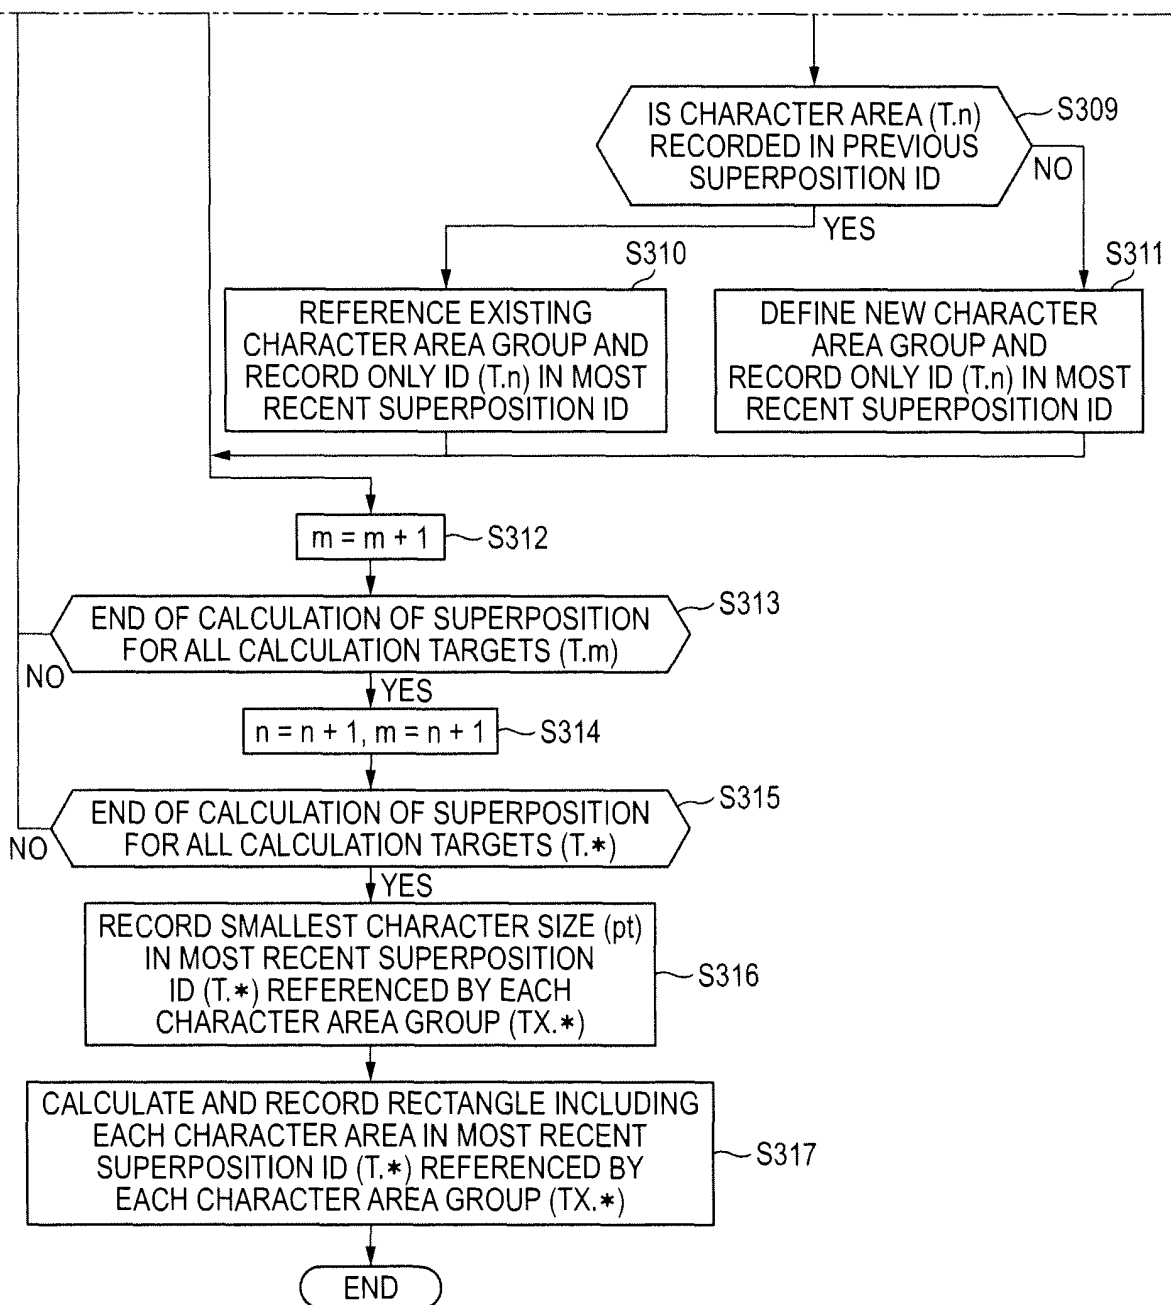 IS CHARACTER AREA (T.n)
RECORDED IN PREVIOUS
SUPERPOSITION ID
S309
NO
YES
S310
REFERENCE EXISTING
CHARACTER AREA GROUP AND
RECORD ONLY ID (T.n) IN MOST
RECENT SUPERPOSITION ID
S311
DEFINE NEW CHARACTER
AREA GROUP AND
RECORD ONLY ID (T.n) IN MOST
RECENT SUPERPOSITION ID
m = m + 1
S312
END OF CALCULATION OF SUPERPOSITION
FOR ALL CALCULATION TARGETS (T.m)
S313
NO
YES
n = n + 1, m = n + 1
S314
END OF CALCULATION OF SUPERPOSITION
FOR ALL CALCULATION TARGETS (T.*)
S315
NO
YES
RECORD SMALLEST CHARACTER SIZE (pt)
IN MOST RECENT SUPERPOSITION
ID (T.*) REFERENCED BY EACH
CHARACTER AREA GROUP (TX.*)
S316
CALCULATE AND RECORD RECTANGLE INCLUDING
EACH CHARACTER AREA IN MOST RECENT
SUPERPOSITION ID (T.*) REFERENCED BY
EACH CHARACTER AREA GROUP (TX.*)
S317
END